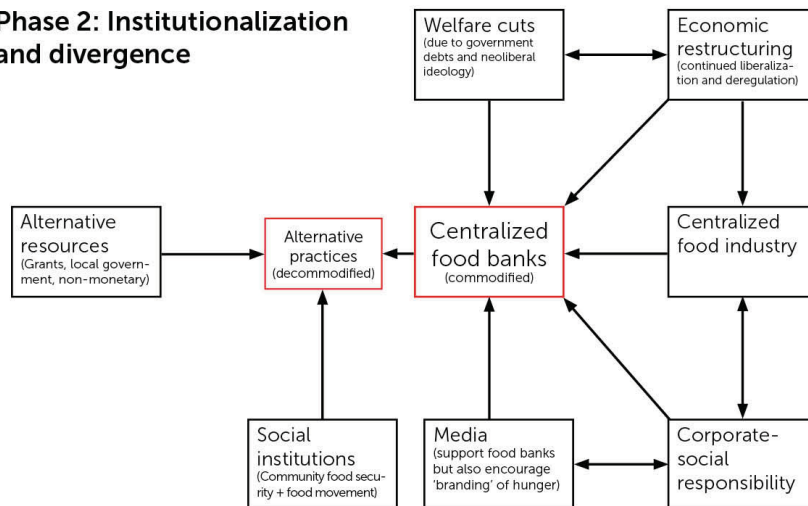 Phase 2: Institutionalization
and divergence
Welfare cuts
(due to government
debts and neoliberal
ideology)
Economic
restructuring
(continued liberaliza-
tion and deregulation)
Alternative
resources
(Grants, local govern-
ment, non-monetary)
Alternative
practices
(decommodified)
Centralized
food banks
(commodified)
Centralized
food industry
Social
institutions
(Community food secu-
rity + food movement)
Media
(support food banks
but also encourage
‘branding’ of hunger)
Corporate-
social
responsibility